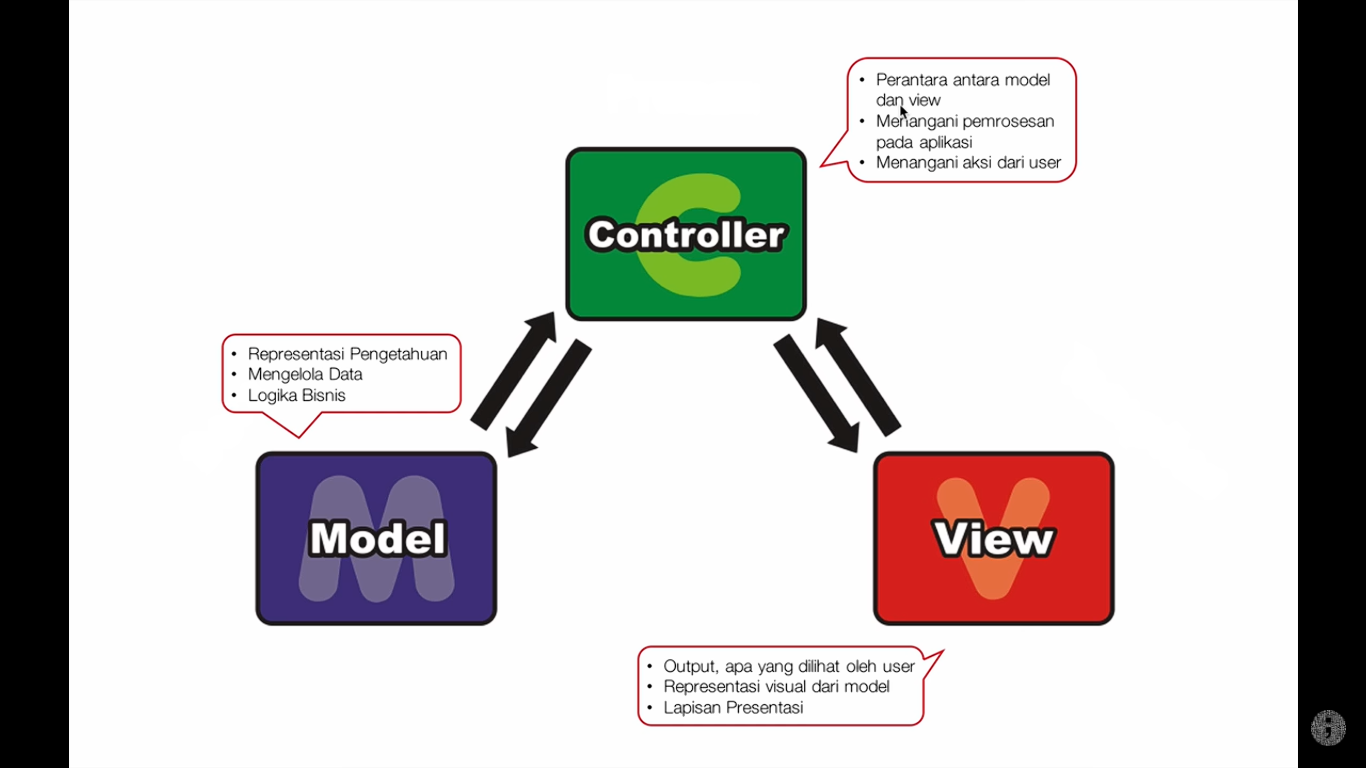 • Perantara antara model
dan view
• Menangani pemrosesan
pada aplikasi
• Menangani aksi dari user
Controller
• Representasi Pengetahuan
• Mengelola Data
• Logika Bisnis
Model
View
• Output, apa yang dilihat oleh user
• Representasi visual dari model
• Lapisan Presentasi